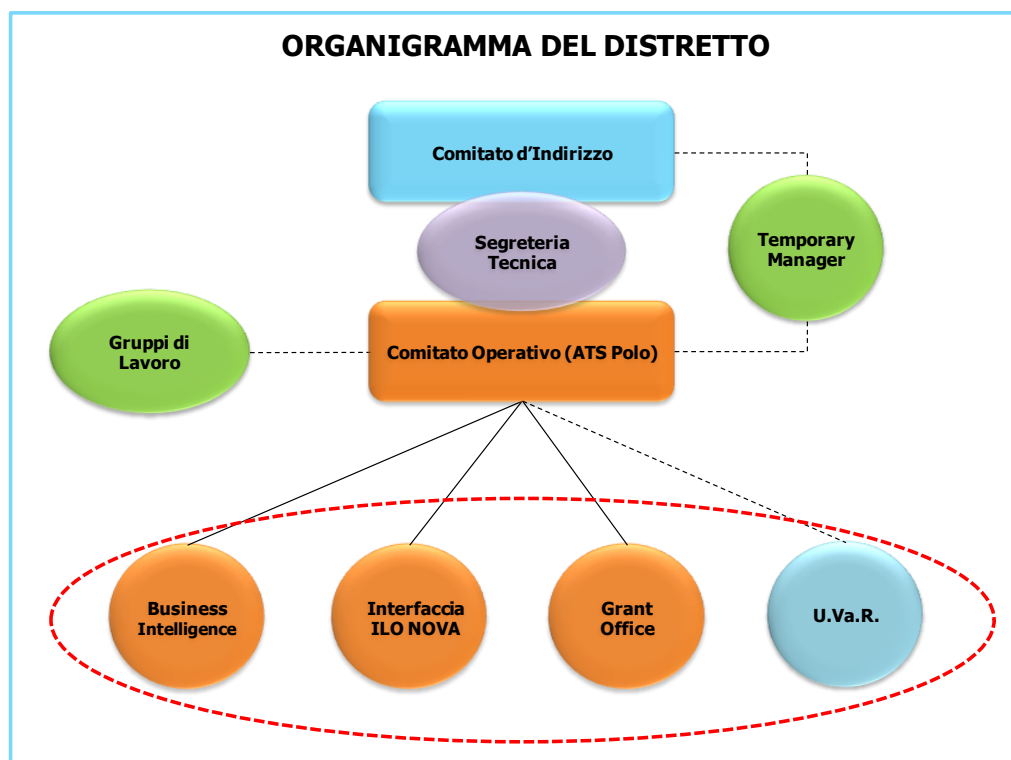 ORGANIGRAMMA DEL DISTRETTO
Comitato d'Indirizzo
Segreteria
Tecnica
Temporary
Manager
Gruppi di
Lavoro
Comitato Operativo (ATS Polo)
Business
Intelligence
Interfaccia
ILO NOVA
Grant
Office
U.Va.R.